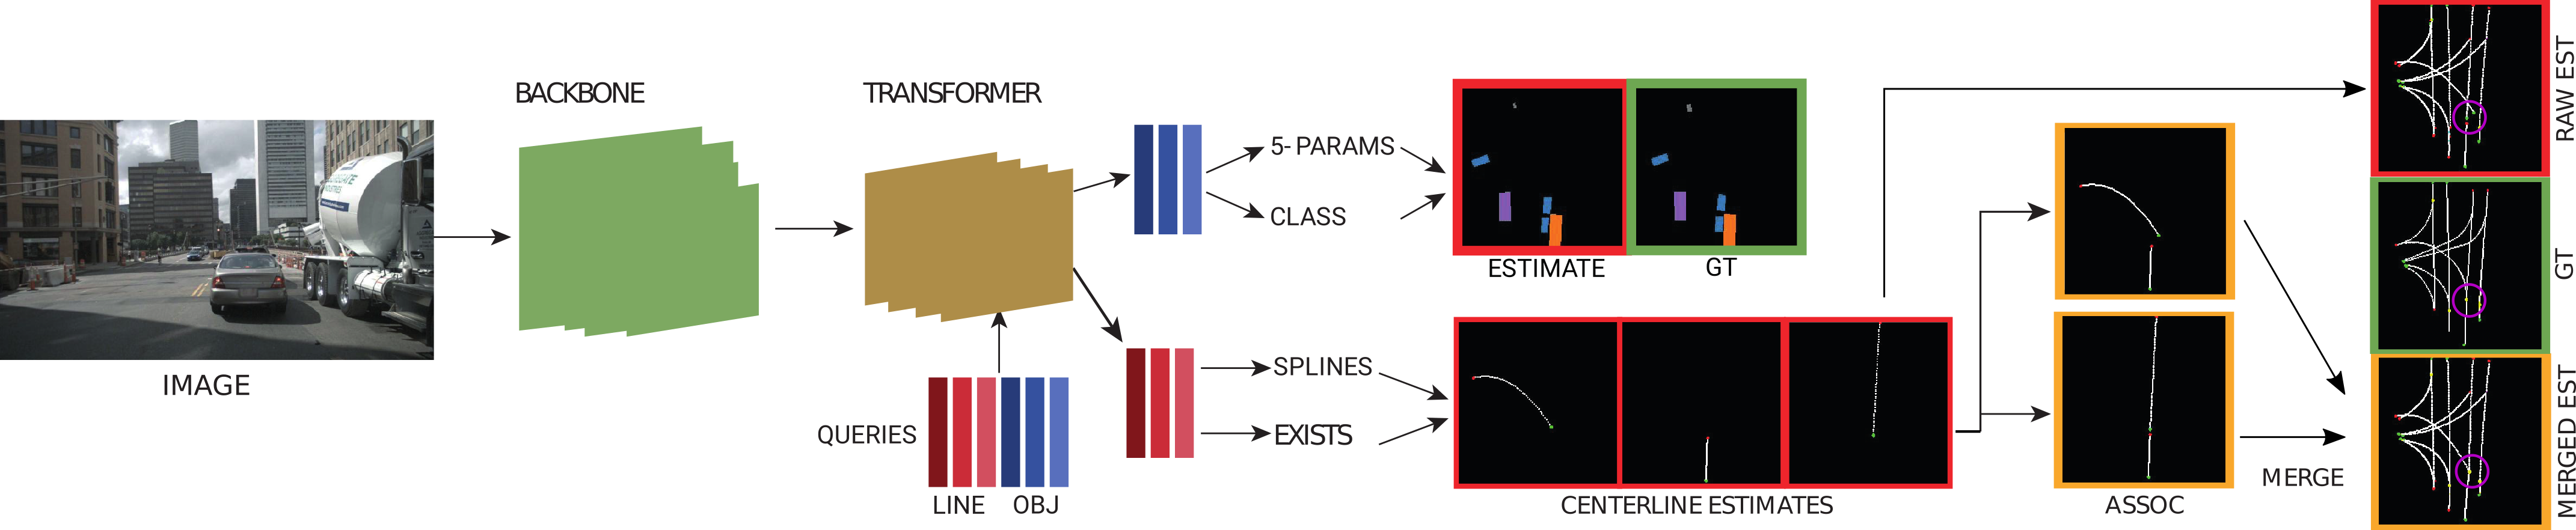 BACKBONE
TRANSFORMER
5- PARAMS
CLASS
ESTIMATE
GT
IMAGE
QUERIES
LINE
OBJ
SPLINES
EXISTS
CENTERLINE ESTIMATES
ASSOC
MERGE
RAW EST
GT
MERGED EST